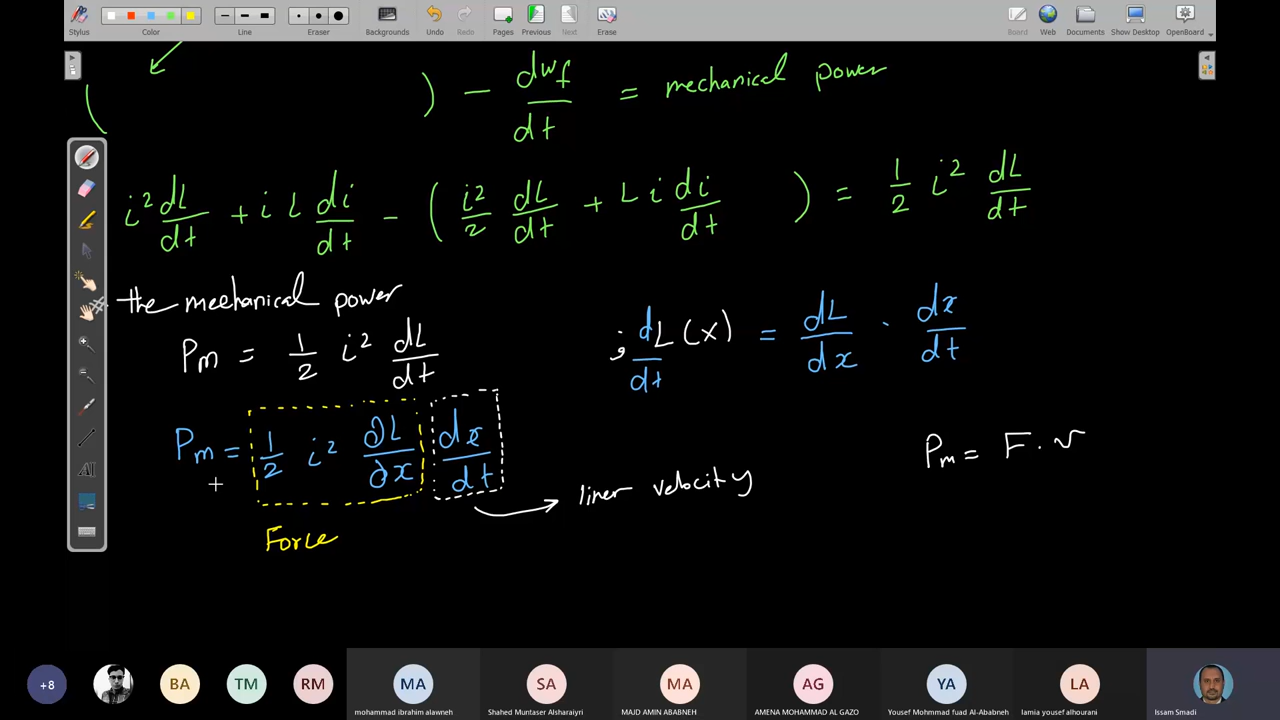 Stylus Color Line Eraser Backgrounds Undo Redo Pages Previous Next Erase Board Web Documents Show Desktop OpenBoard
( ) - dwf/dt = mechanical power
i² dL/dt + i L di/dt - ( i²/2 dL/dt + L i di/dt ) = 1/2 i² dL/dt
the mechanical power
Pm = 1/2 i² dL/dt ; d/dt L(x) = dL/dx · dx/dt
Pm = 1/2 i² ∂L/∂x dx/dt
Pm = F. v
liner velocity
Force
+8 BA TM RM MA SA MA AG YA LA
mohammad ibrahim alawneh Shahed Muntaser Alsharaiyri MAJD AMIN ABABNEH AMENA MOHAMMAD AL GAZO Yousef Mohmmad fuad Al-Ababneh lamia yousef alhourani Issam Smadi